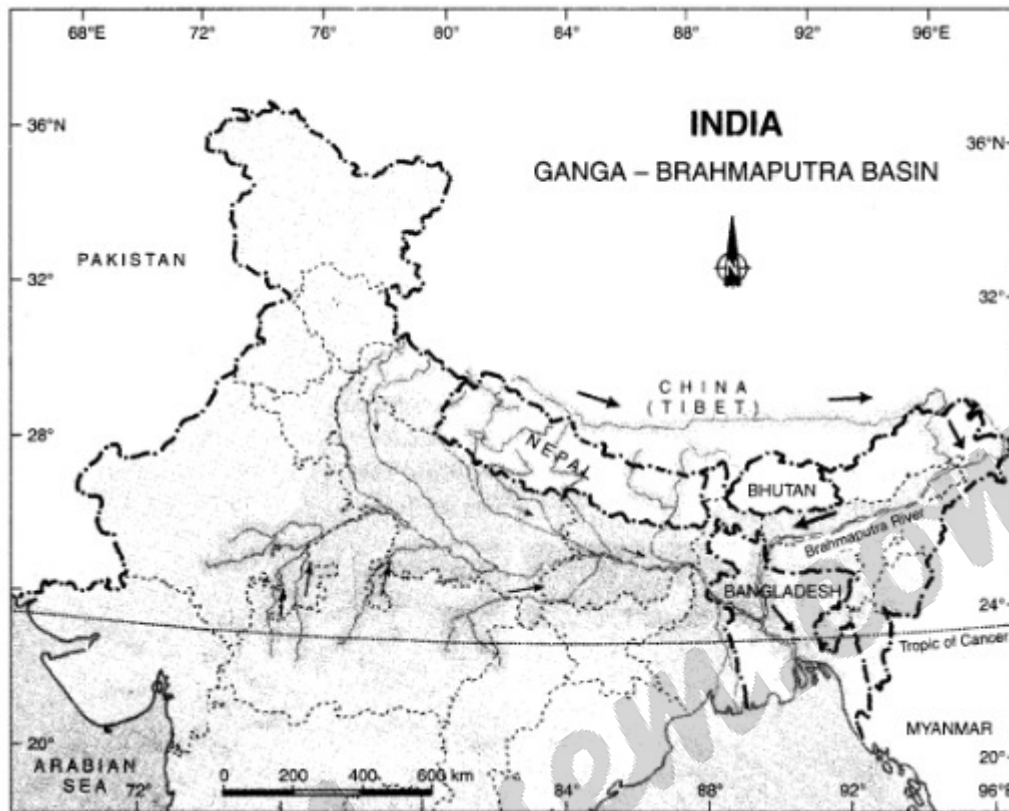 68°E 72° 76° 80° 84° 88° 92° 96°E
36°N
INDIA
36°N
GANGA – BRAHMAPUTRA BASIN
PAKISTAN
N
32°
32°
CHINA
(TIBET)
28°
NEPAL
BHUTAN
Brahmaputra River
BANGLADESH
24°
Tropic of Cancer
MYANMAR
20°
20°
ARABIAN
SEA
72°
0 200 400 600 km
84° 88° 92° 96°E